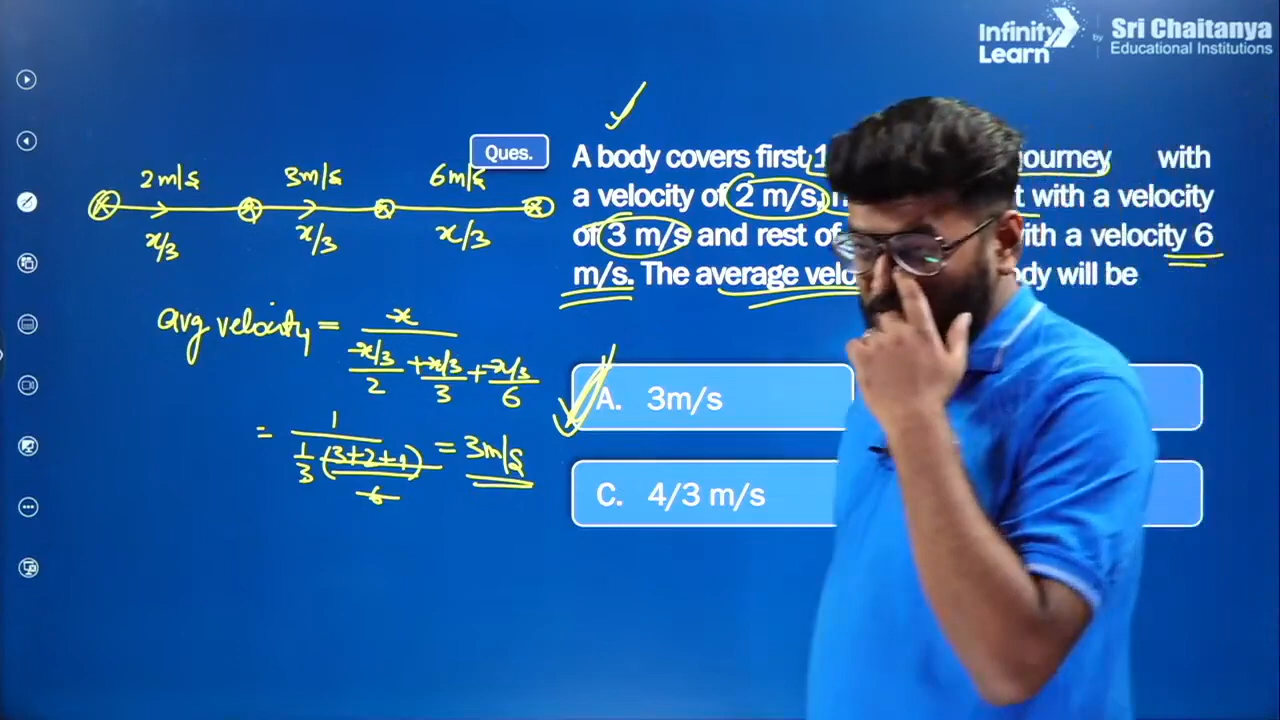 Infinity Learn by Sri Chaitanya Educational Institutions
Ques.
A body covers first 1 journey with
a velocity of 2 m/s, with a velocity
of 3 m/s and rest of with a velocity 6
m/s. The average will be
2m/s 3m/s 6m/s
x/3 x/3 x/3
avg velocity = x / (x/3 / 2 + x/3 / 3 + x/3 / 6)
= 1 / (1/3 (3+2+1) / 6) = 3m/s
A. 3m/s
C. 4/3 m/s